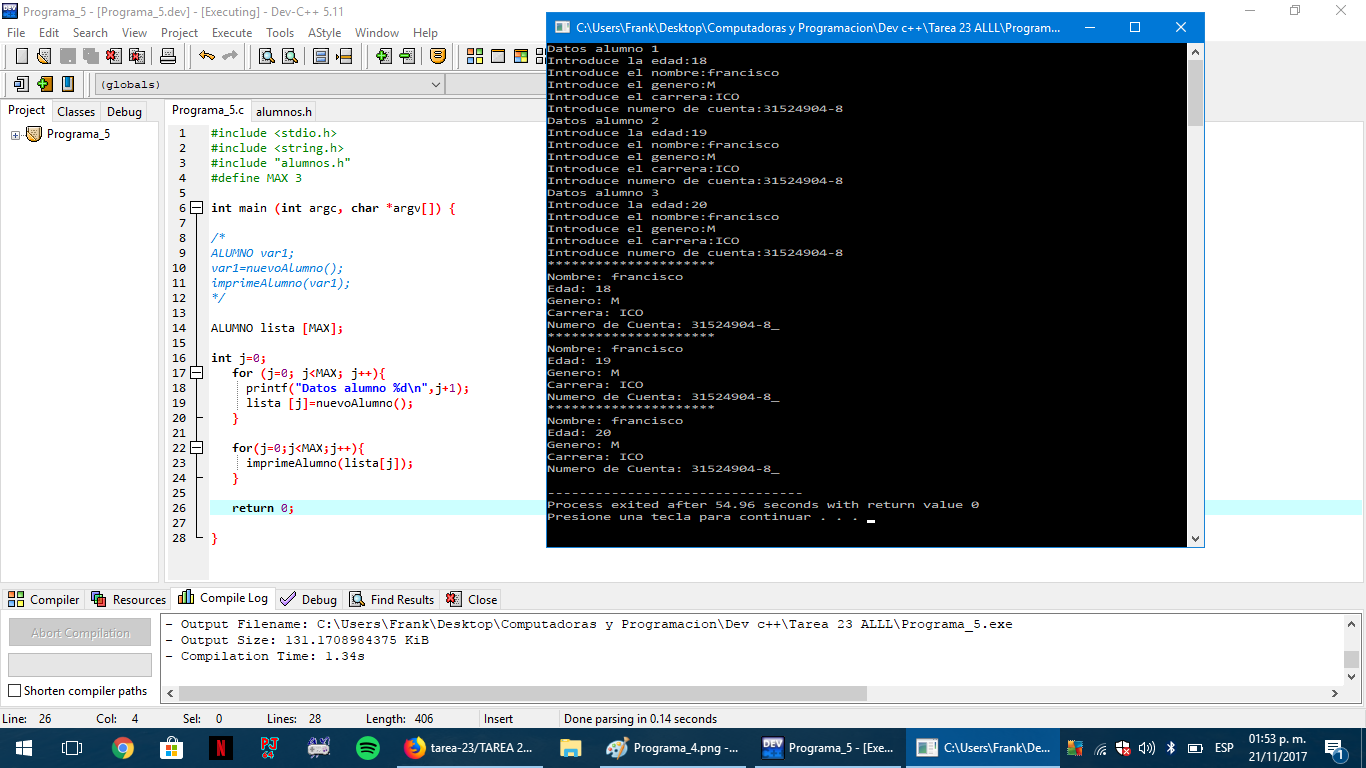 Programa_5 - [Programa_5.dev] - [Executing] - Dev-C++ 5.11
File Edit Search View Project Execute Tools AStyle Window Help
(globals)
Project Classes Debug
Programa_5
Programa_5.c alumnos.h
1 #include <stdio.h>
2 #include <string.h>
3 #include "alumnos.h"
4 #define MAX 3
5
6 int main (int argc, char *argv[]) {
7
8 /*
9 ALUMNO var1;
10 var1=nuevoAlumno();
11 imprimeAlumno(var1);
12 */
13
14 ALUMNO lista [MAX];
15
16 int j=0;
17 for (j=0; j<MAX; j++){
18 printf("Datos alumno %d\n",j+1);
19 lista [j]=nuevoAlumno();
20 }
21
22 for(j=0;j<MAX;j++){
23 imprimeAlumno(lista[j]);
24 }
25
26 return 0;
27
28 }
C:\Users\Frank\Desktop\Computadoras y Programacion\Dev c++\Tarea 23 ALLL\Program...
Datos alumno 1
Introduce la edad:18
Introduce el nombre:francisco
Introduce el genero:M
Introduce el carrera:ICO
Introduce numero de cuenta:31524904-8
Datos alumno 2
Introduce la edad:19
Introduce el nombre:francisco
Introduce el genero:M
Introduce el carrera:ICO
Introduce numero de cuenta:31524904-8
Datos alumno 3
Introduce la edad:20
Introduce el nombre:francisco
Introduce el genero:M
Introduce el carrera:ICO
Introduce numero de cuenta:31524904-8
*********************
Nombre: francisco
Edad: 18
Genero: M
Carrera: ICO
Numero de Cuenta: 31524904-8_
*********************
Nombre: francisco
Edad: 19
Genero: M
Carrera: ICO
Numero de Cuenta: 31524904-8_
*********************
Nombre: francisco
Edad: 20
Genero: M
Carrera: ICO
Numero de Cuenta: 31524904-8_
--------------------------------
Process exited after 54.96 seconds with return value 0
Presione una tecla para continuar . . .
Compiler Resources Compile Log Debug Find Results Close
Abort Compilation
Shorten compiler paths
- Output Filename: C:\Users\Frank\Desktop\Computadoras y Programacion\Dev c++\Tarea 23 ALLL\Programa_5.exe
- Output Size: 131.1708984375 KiB
- Compilation Time: 1.34s
Line: 26 Col: 4 Sel: 0 Lines: 28 Length: 406 Insert Done parsing in 0.14 seconds
tarea-23/TAREA 2... Programa_4.png -... Programa_5 - [Exe... C:\Users\Frank\De... ESP
01:53 p. m.
21/11/2017